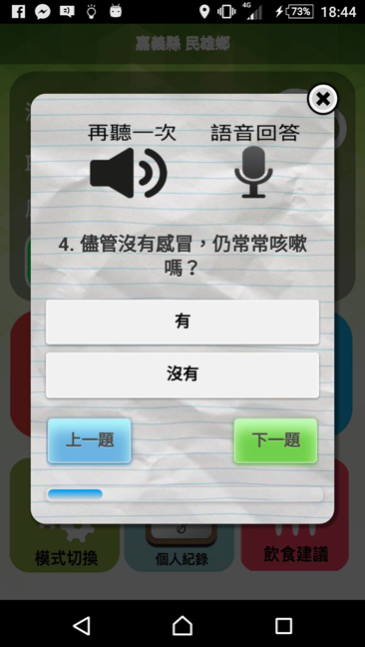 4G
73%
18:44
嘉義縣 民雄鄉
再聽一次 語音回答
4. 儘管沒有感冒，仍常常咳嗽
嗎？
有
沒有
上一題 下一題
模式切換 個人紀錄 飲食建議